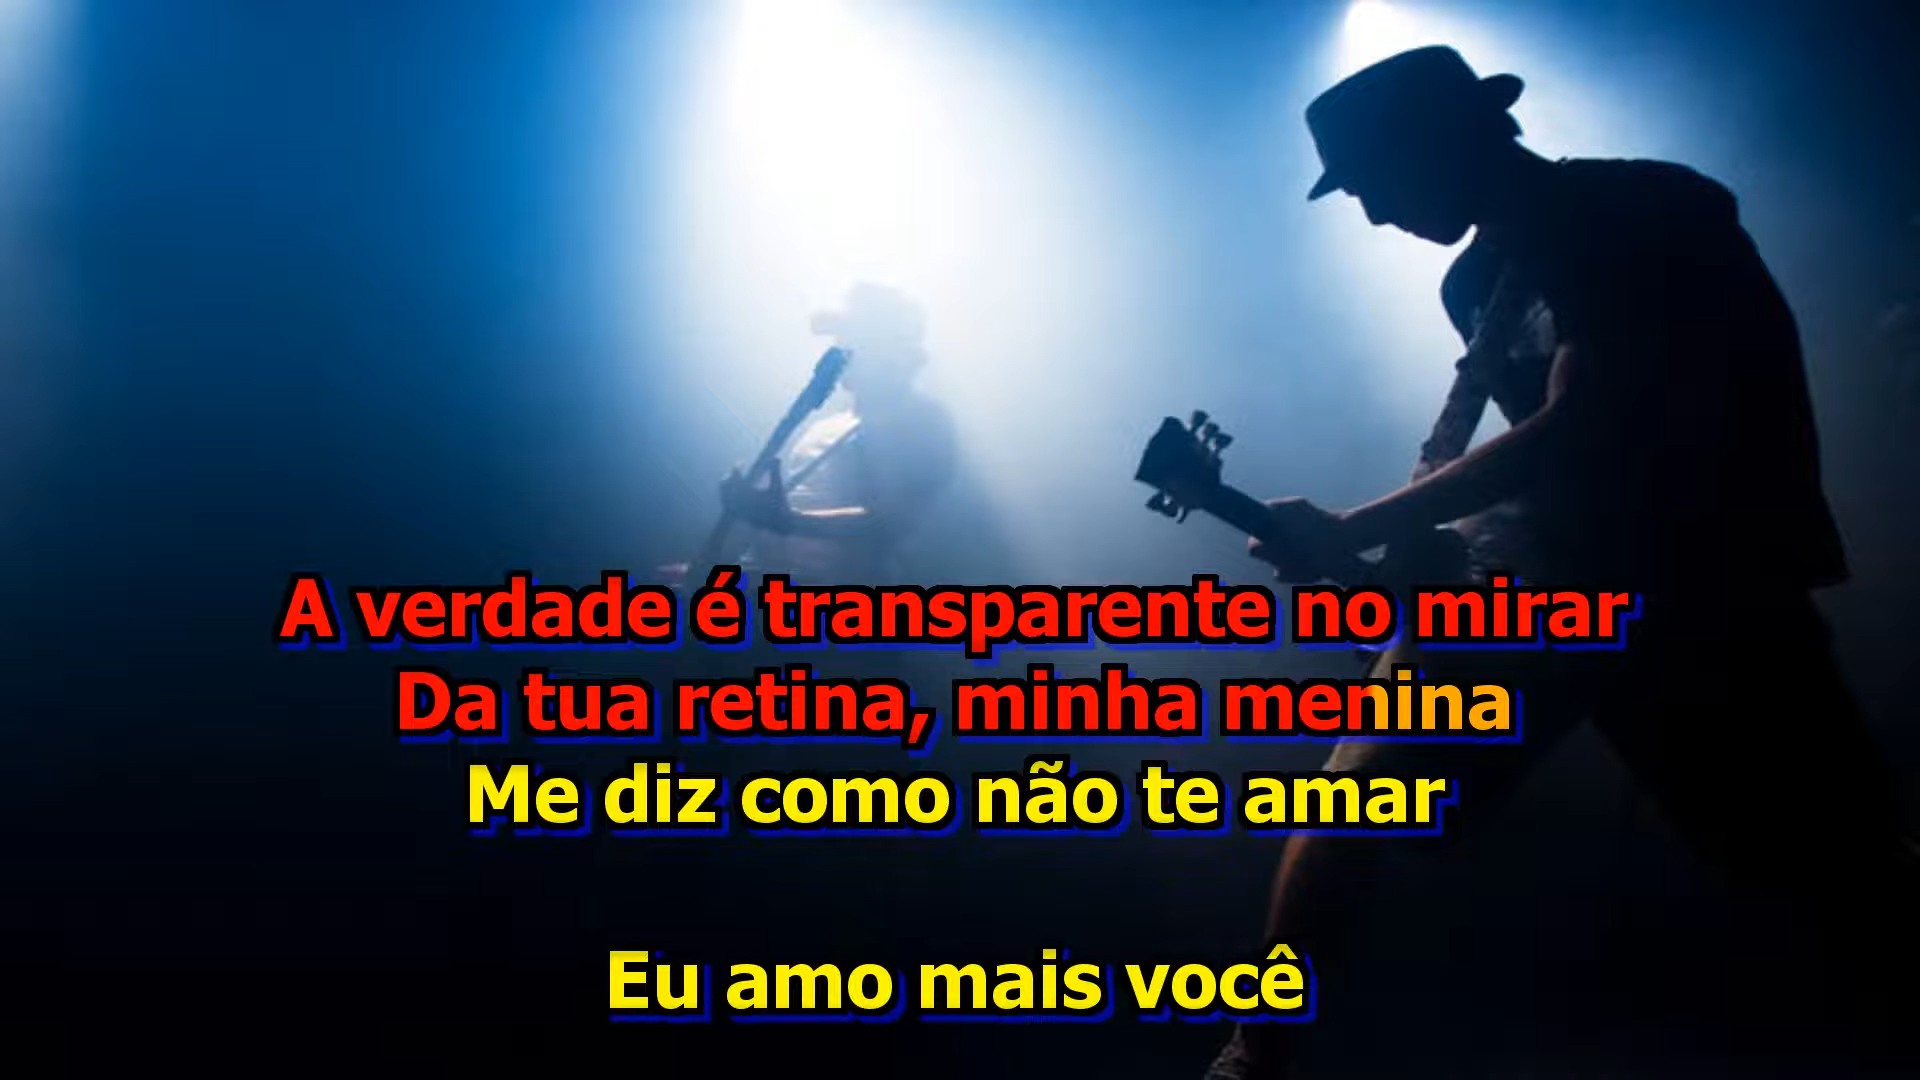 A verdade é transparente no mirar
Da tua retina, minha menina
Me diz como não te amar
Eu amo mais você